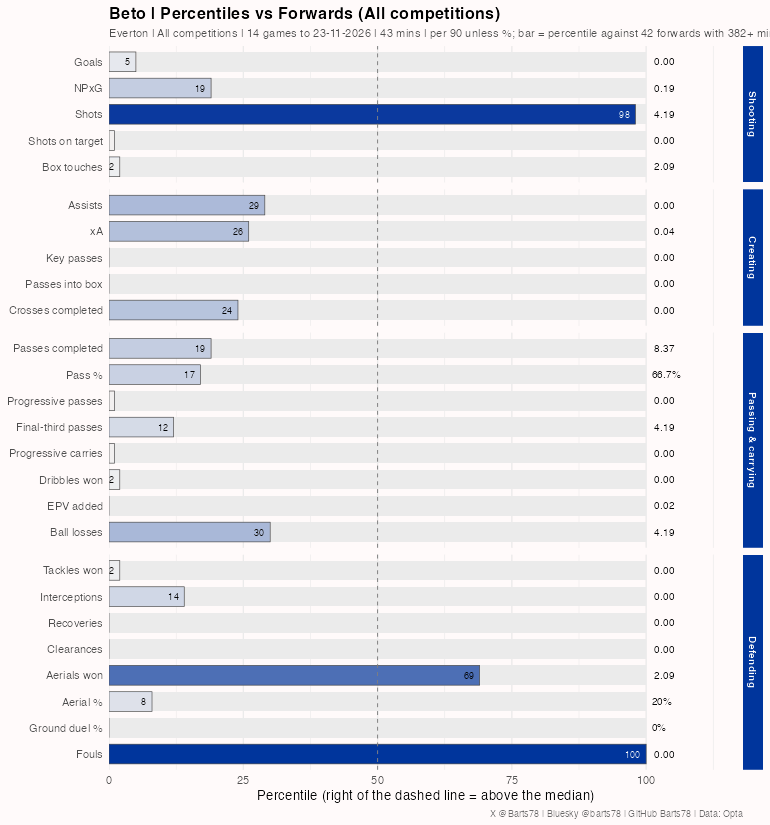 Beto | Percentiles vs Forwards (All competitions)
Everton | All competitions | 14 games to 23-11-2026 | 43 mins | per 90 unless %; bar = percentile against 42 forwards with 382+ mi
Goals 5 0.00
NPxG 19 0.19
Shots 98 4.19
Shots on target 0.00
Box touches 2 2.09
Shooting
Assists 29 0.00
xA 26 0.04
Key passes 0.00
Passes into box 0.00
Crosses completed 24 0.00
Creating
Passes completed 19 8.37
Pass % 17 66.7%
Progressive passes 0.00
Final-third passes 12 4.19
Progressive carries 0.00
Dribbles won 2 0.00
EPV added 0.02
Ball losses 30 4.19
Passing & carrying
Tackles won 2 0.00
Interceptions 14 0.00
Recoveries 0.00
Clearances 0.00
Aerials won 69 2.09
Aerial % 8 20%
Ground duel % 0%
Fouls 100 0.00
Defending
0 25 50 75 100
Percentile (right of the dashed line = above the median)
X @Barts78 | Bluesky @barts78 | GitHub Barts78 | Data: Opta